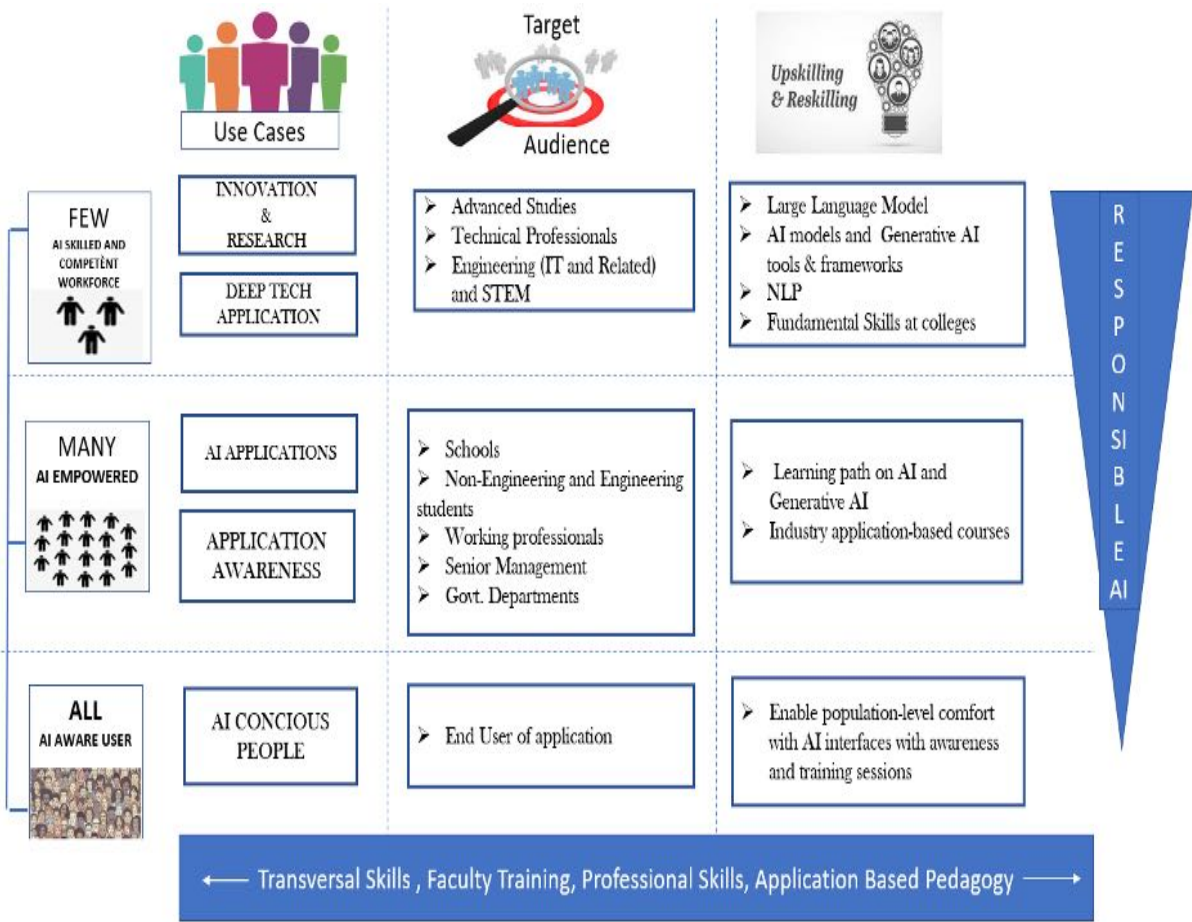 Use Cases
Target
Audience
Upskilling
& Reskilling
FEW
AI SKILLED AND
COMPETÈNT
WORKFORCE
INNOVATION
&
RESEARCH
DEEP TECH
APPLICATION
➢ Advanced Studies
➢ Technical Professionals
➢ Engineering (IT and Related)
and STEM
➢ Large Language Model
➢ AI models and Generative AI
tools & frameworks
➢ NLP
➢ Fundamental Skills at colleges
MANY
AI EMPOWERED
AI APPLICATIONS
APPLICATION
AWARENESS
➢ Schools
➢ Non-Engineering and Engineering
students
➢ Working professionals
➢ Senior Management
➢ Govt. Departments
➢ Learning path on AI and
Generative AI
➢ Industry application-based courses
ALL
AI AWARE USER
AI CONCIOUS
PEOPLE
➢ End User of application
➢ Enable population-level comfort
with AI interfaces with awareness
and training sessions
R
E
S
P
O
N
SI
B
L
E
AI
Transversal Skills , Faculty Training, Professional Skills, Application Based Pedagogy